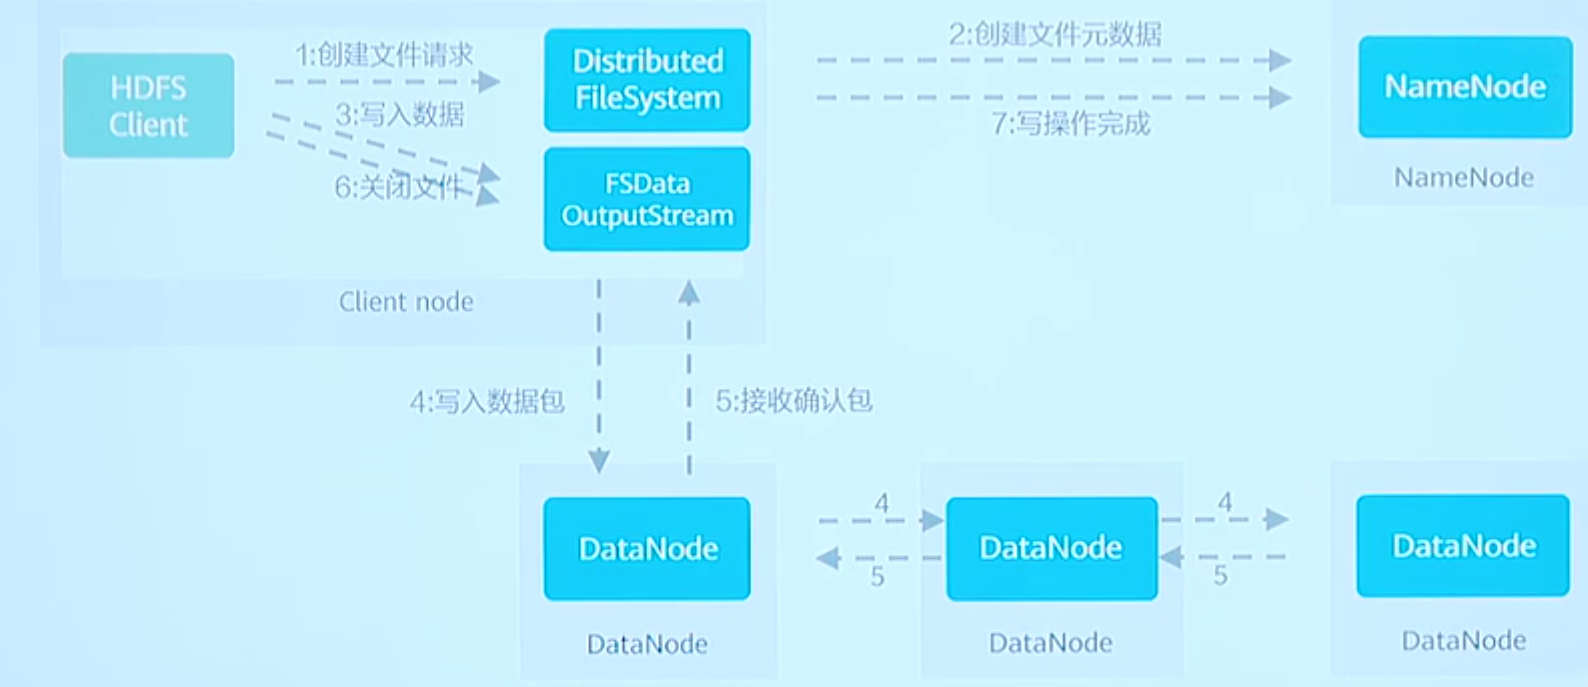 1:创建文件请求
HDFS
Client
3:写入数据
6:关闭文件
Distributed
FileSystem
FSData
OutputStream
Client node
2:创建文件元数据
7:写操作完成
NameNode
NameNode
4:写入数据包
5:接收确认包
DataNode
DataNode
4
5
DataNode
DataNode
4
5
DataNode
DataNode